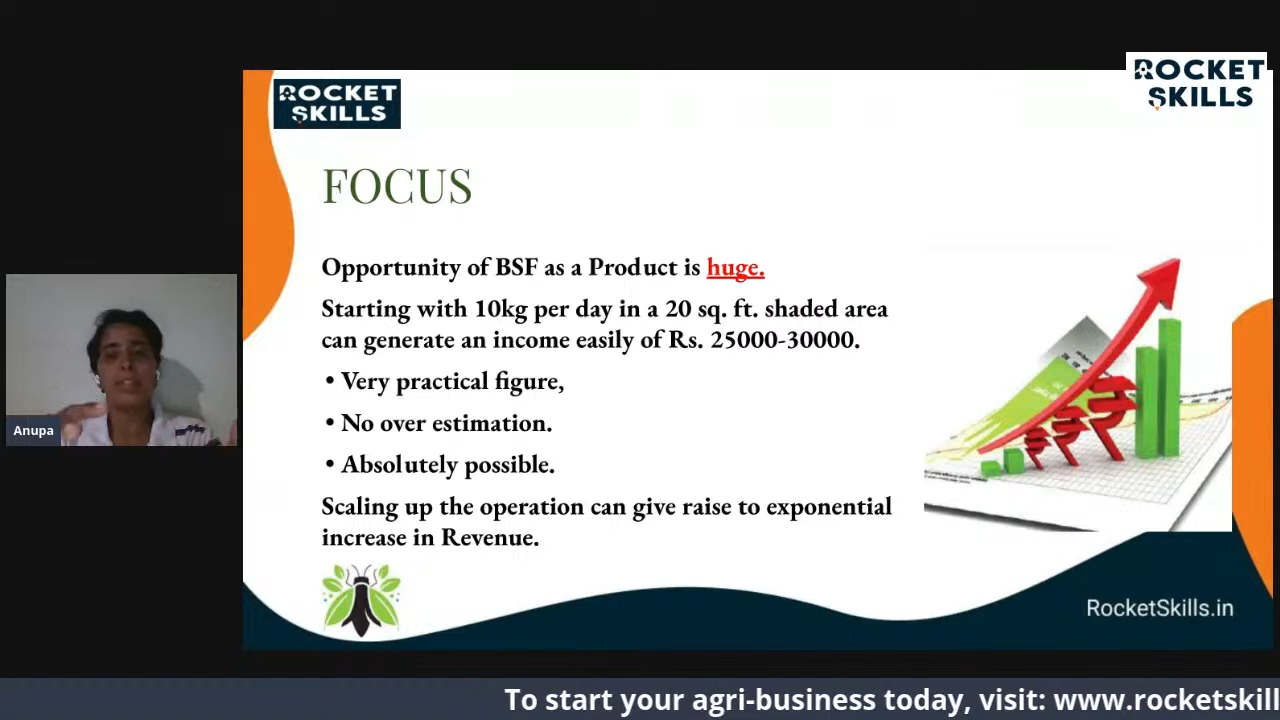 ROCKET
SKILLS
ROCKET
SKILLS
FOCUS
Opportunity of BSF as a Product is huge.
Starting with 10kg per day in a 20 sq. ft. shaded area
can generate an income easily of Rs. 25000-30000.
• Very practical figure,
• No over estimation.
• Absolutely possible.
Scaling up the operation can give raise to exponential
increase in Revenue.
Anupa
RocketSkills.in
To start your agri-business today, visit: www.rocketskill